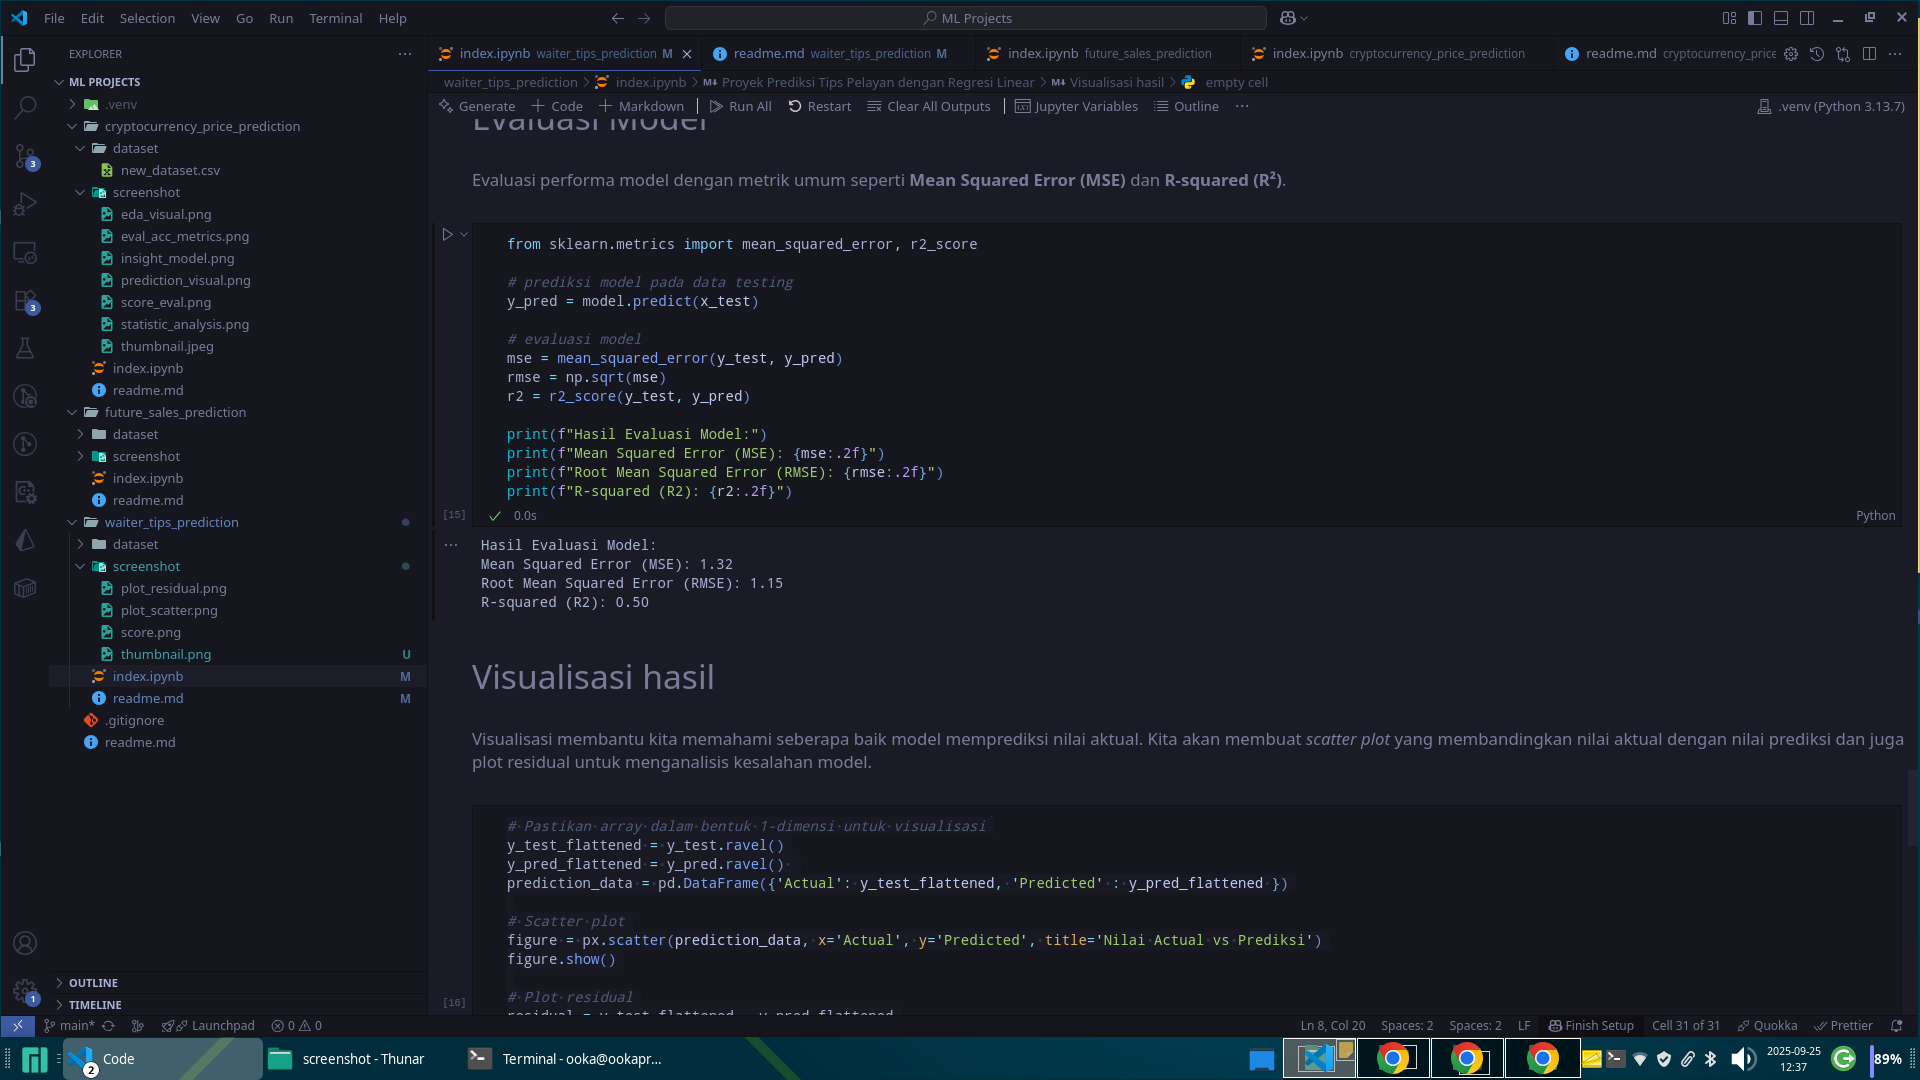 File Edit Selection View Go Run Terminal Help
ML Projects
EXPLORER
ML PROJECTS
.venv
cryptocurrency_price_prediction
dataset
new_dataset.csv
screenshot
eda_visual.png
eval_acc_metrics.png
insight_model.png
prediction_visual.png
score_eval.png
statistic_analysis.png
thumbnail.jpeg
index.ipynb
readme.md
future_sales_prediction
dataset
screenshot
index.ipynb
readme.md
waiter_tips_prediction
dataset
screenshot
plot_residual.png
plot_scatter.png
score.png
thumbnail.png U
index.ipynb M
readme.md M
.gitignore
readme.md
OUTLINE
TIMELINE
3
3
1
index.ipynb waiter_tips_prediction M
readme.md waiter_tips_prediction M
index.ipynb future_sales_prediction
index.ipynb cryptocurrency_price_prediction
readme.md cryptocurrency_price
waiter_tips_prediction > index.ipynb > M↓ Proyek Prediksi Tips Pelayan dengan Regresi Linear > M↓ Visualisasi hasil > empty cell
Generate + Code + Markdown | Run All Restart Clear All Outputs | Jupyter Variables Outline ...
.venv (Python 3.13.7)
Evaluasi Model
Evaluasi performa model dengan metrik umum seperti Mean Squared Error (MSE) dan R-squared (R²).
from sklearn.metrics import mean_squared_error, r2_score
# prediksi model pada data testing
y_pred = model.predict(x_test)
# evaluasi model
mse = mean_squared_error(y_test, y_pred)
rmse = np.sqrt(mse)
r2 = r2_score(y_test, y_pred)
print(f"Hasil Evaluasi Model:")
print(f"Mean Squared Error (MSE): {mse:.2f}")
print(f"Root Mean Squared Error (RMSE): {rmse:.2f}")
print(f"R-squared (R2): {r2:.2f}")
[15] 0.0s Python
Hasil Evaluasi Model:
Mean Squared Error (MSE): 1.32
Root Mean Squared Error (RMSE): 1.15
R-squared (R2): 0.50
Visualisasi hasil
Visualisasi membantu kita memahami seberapa baik model memprediksi nilai aktual. Kita akan membuat scatter plot yang membandingkan nilai aktual dengan nilai prediksi dan juga
plot residual untuk menganalisis kesalahan model.
# Pastikan array dalam bentuk 1-dimensi untuk visualisasi
y_test_flattened = y_test.ravel()
y_pred_flattened = y_pred.ravel()
prediction_data = pd.DataFrame({'Actual': y_test_flattened, 'Predicted' : y_pred_flattened })
# Scatter plot
figure = px.scatter(prediction_data, x='Actual', y='Predicted', title='Nilai Actual vs Prediksi')
figure.show()
# Plot residual
[16]
residual = y_test_flattened - y_pred_flattened
main* Launchpad 0 0 Ln 8, Col 20 Spaces: 2 Spaces: 2 LF Finish Setup Cell 31 of 31 Quokka Prettier
2 Code
screenshot - Thunar
Terminal - ooka@ookapr...
2025-09-25
12:37
89%